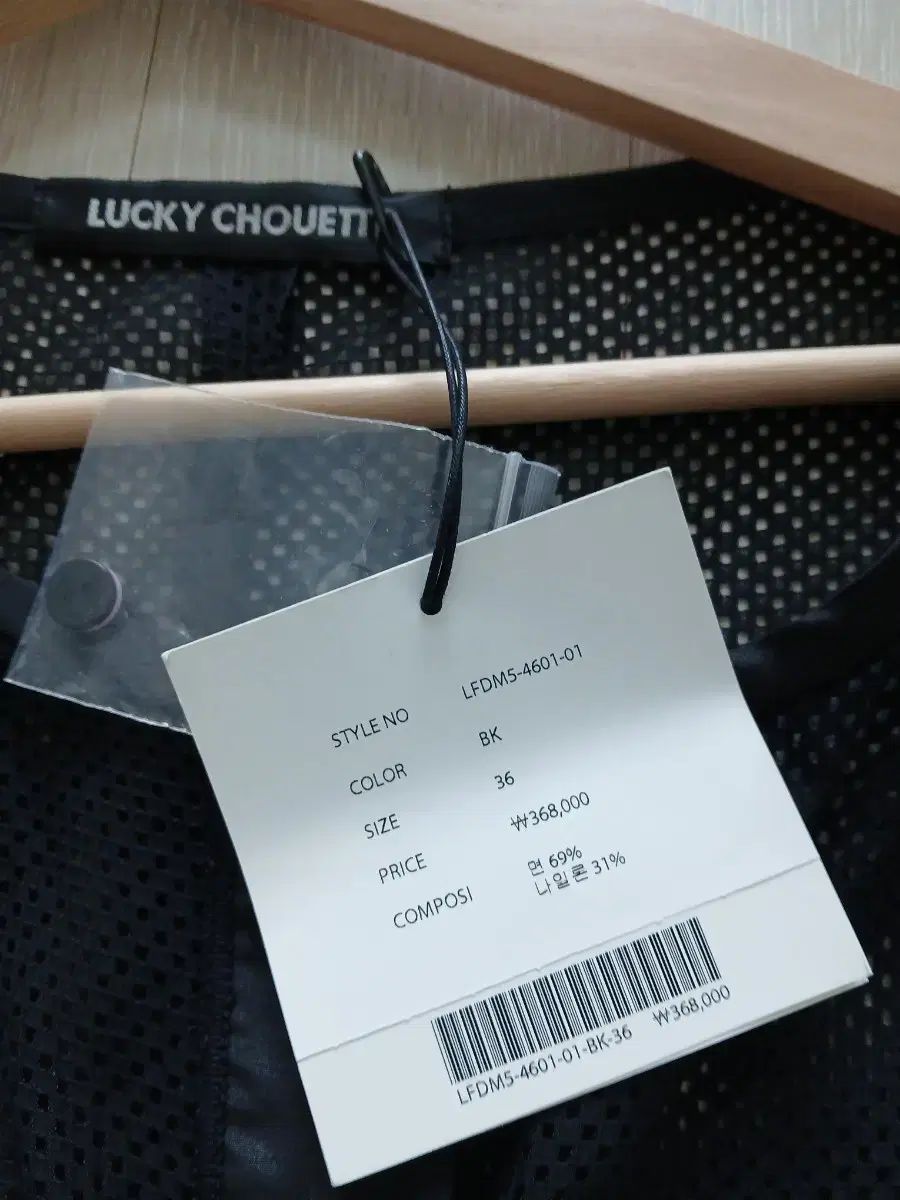 LUCKY CHOUETT
STYLE NO LFDM5-4601-01
COLOR BK
SIZE 36
PRICE ₩368,000
COMPOSI 면 69%
나일론 31%
LFDM5-4601-01-BK-36 ₩368,000